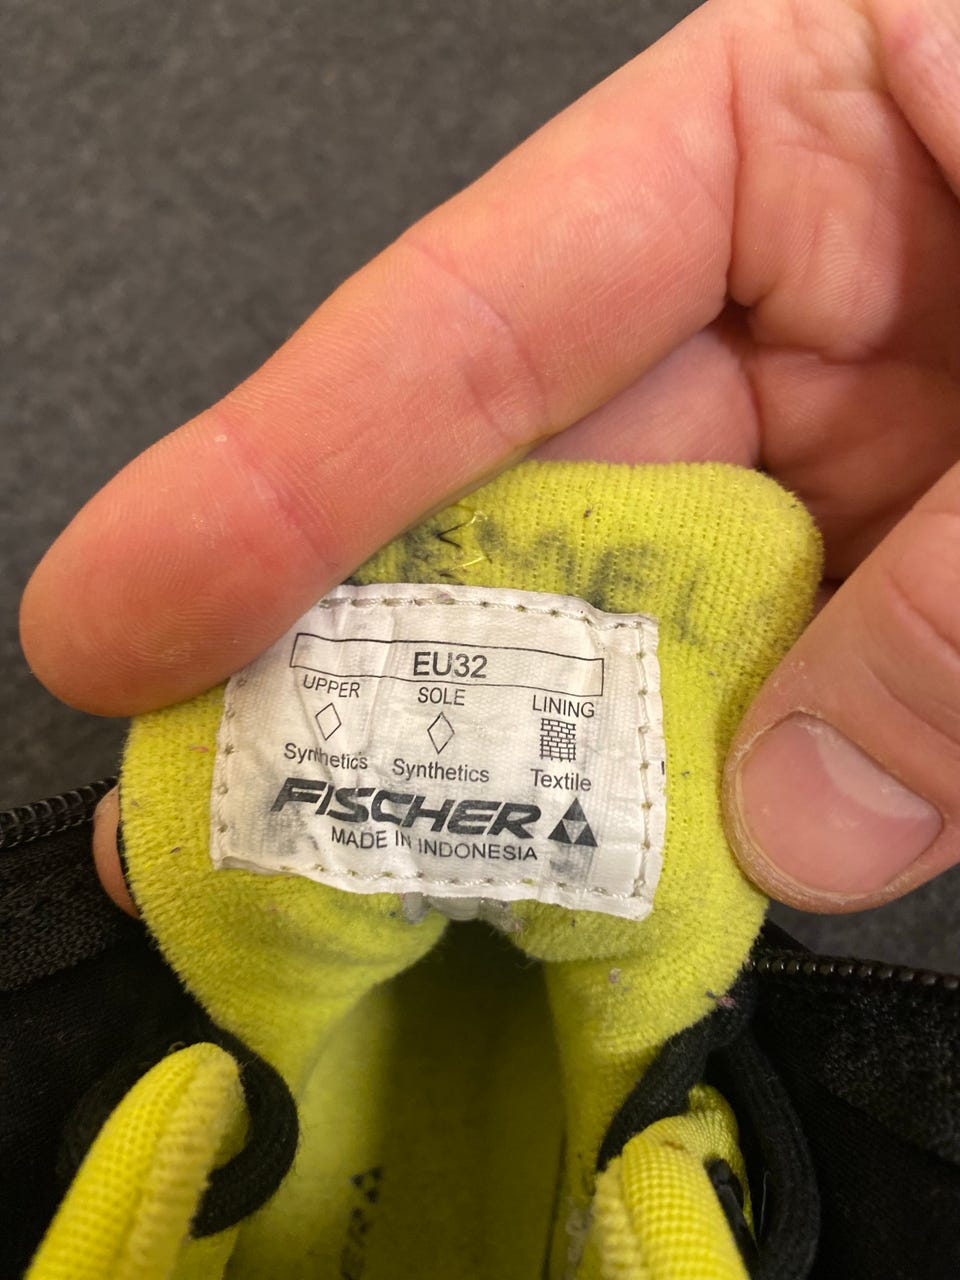 EU32
UPPER SOLE LINING
Synthetics Synthetics Textile
FISCHER
MADE IN INDONESIA